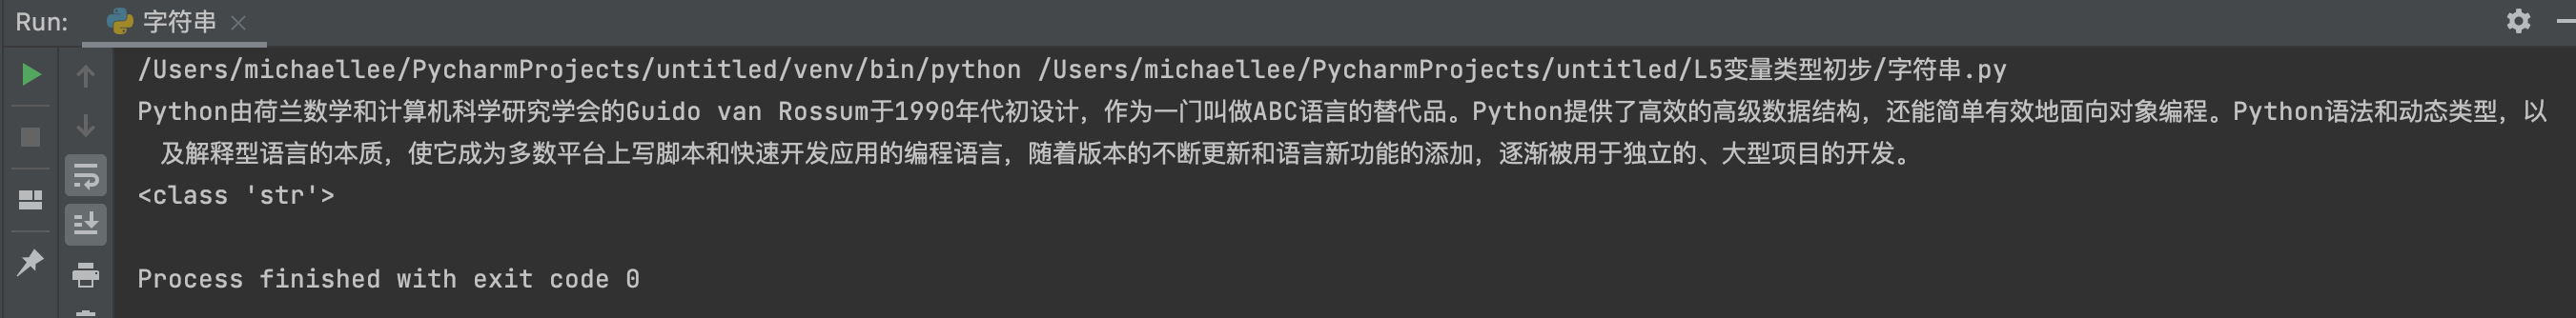 Run: 字符串
/Users/michaellee/PycharmProjects/untitled/venv/bin/python /Users/michaellee/PycharmProjects/untitled/L5变量类型初步/字符串.py
Python由荷兰数学和计算机科学研究学会的Guido van Rossum于1990年代初设计，作为一门叫做ABC语言的替代品。Python提供了高效的高级数据结构，还能简单有效地面向对象编程。Python语法和动态类型，以
及解释型语言的本质，使它成为多数平台上写脚本和快速开发应用的编程语言，随着版本的不断更新和语言新功能的添加，逐渐被用于独立的、大型项目的开发。
<class 'str'>
Process finished with exit code 0